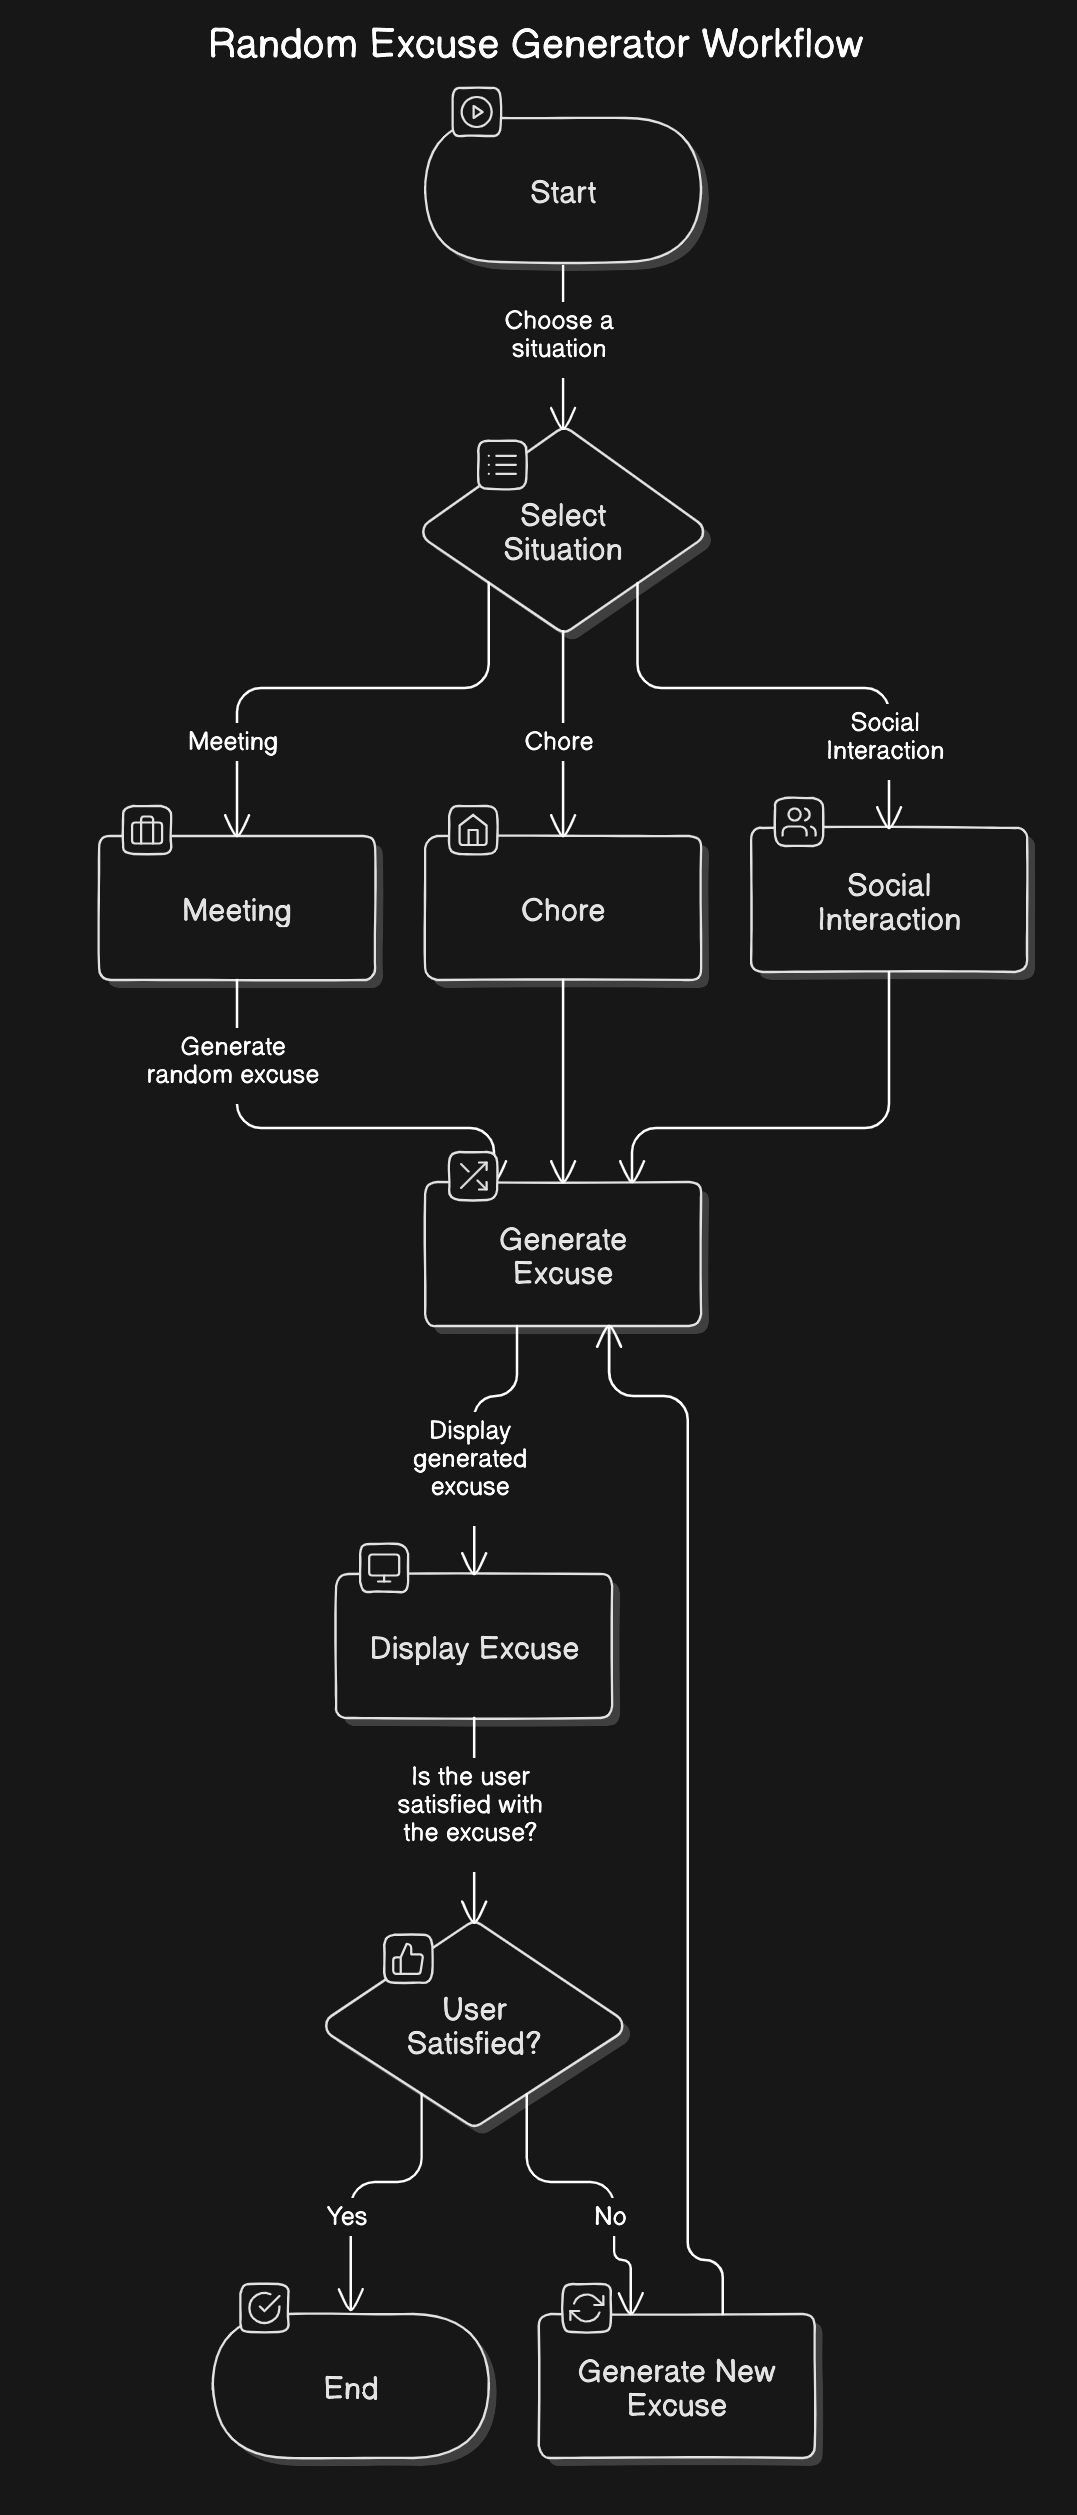 Random Excuse Generator Workflow
Start
Choose a
situation
Select
Situation
Meeting
Chore
Social
Interaction
Meeting
Chore
Social
Interaction
Generate
random excuse
Generate
Excuse
Display
generated
excuse
Display Excuse
Is the user
satisfied with
the excuse?
User
Satisfied?
Yes
No
End
Generate New
Excuse